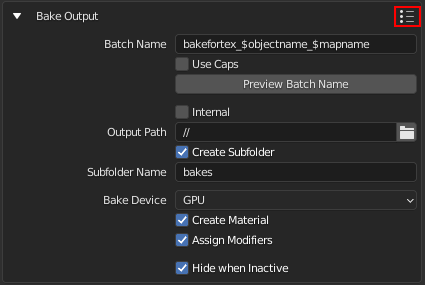 Bake Output
Batch Name bakefortex_$objectname_$mapname
Use Caps
Preview Batch Name
Internal
Output Path //
Create Subfolder
Subfolder Name bakes
Bake Device GPU
Create Material
Assign Modifiers
Hide when Inactive